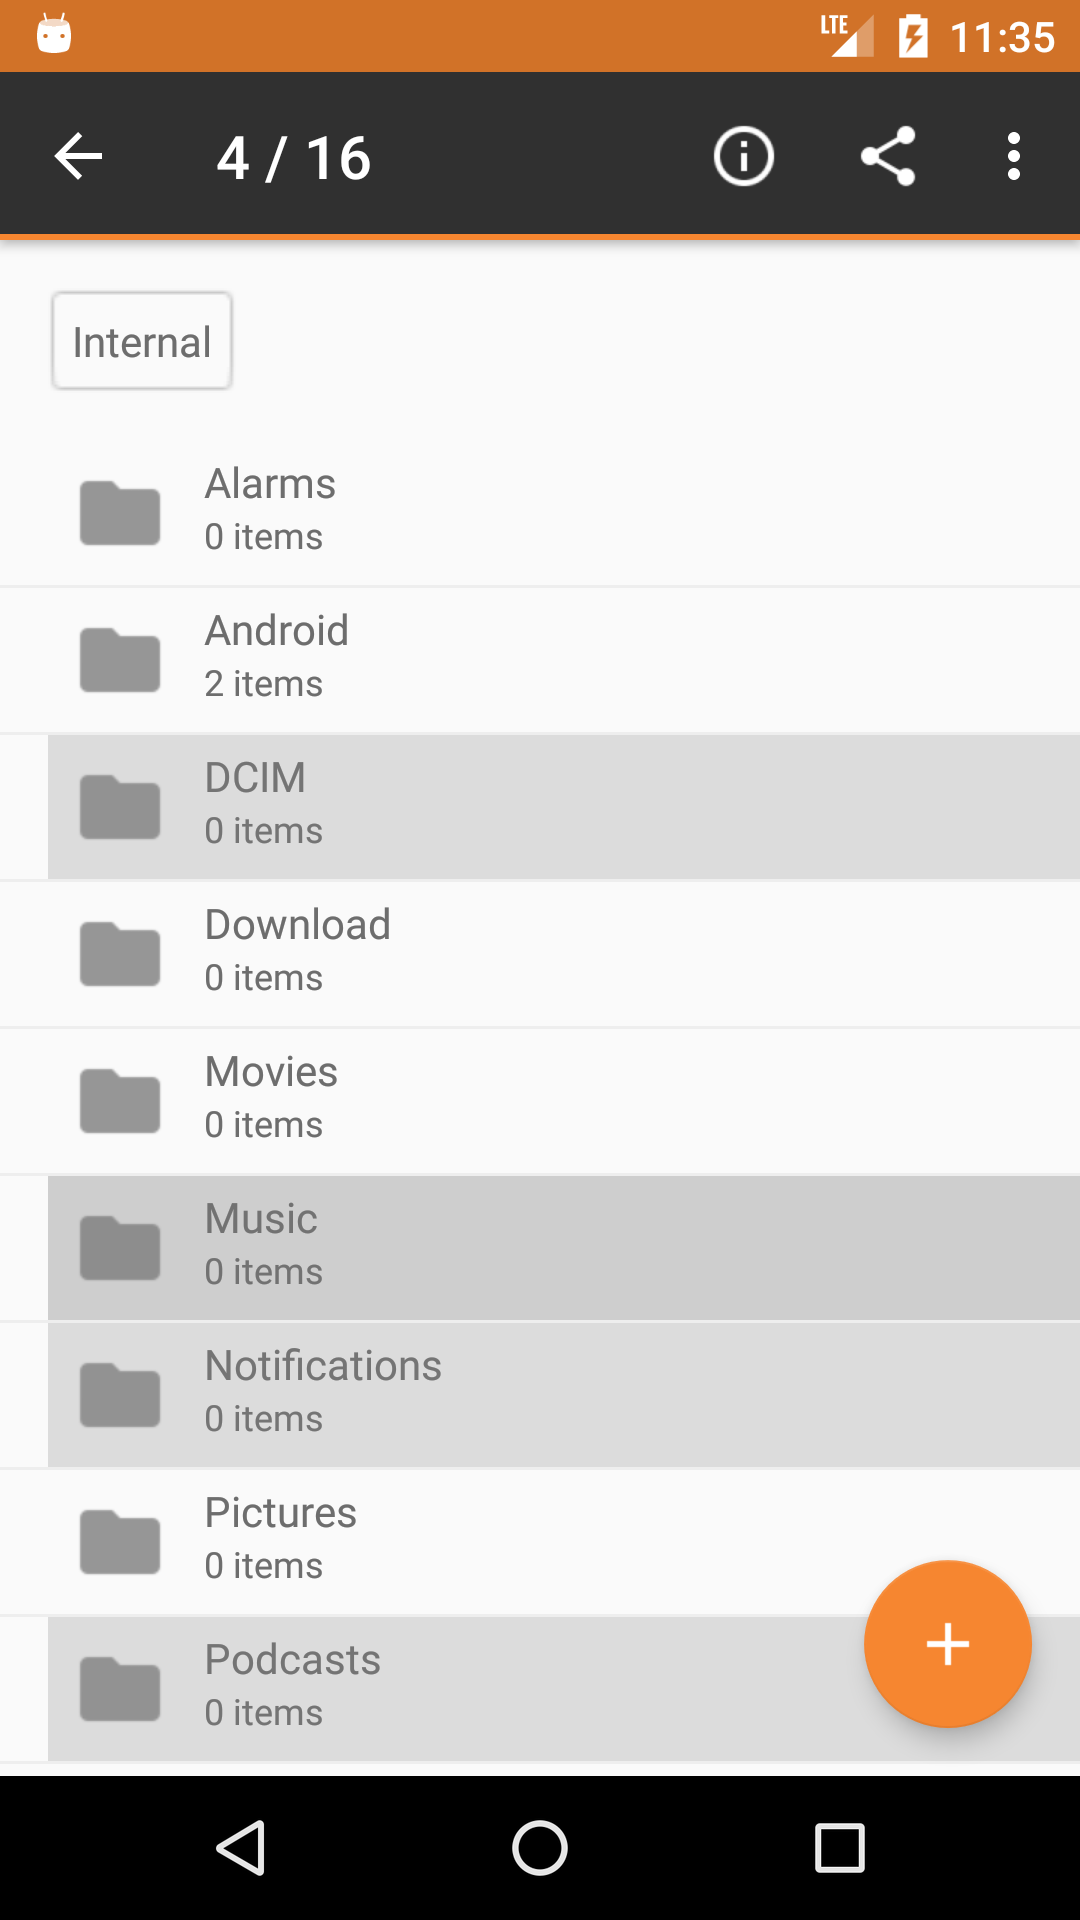 LTE 11:35
4 / 16
Internal
Alarms
0 items
Android
2 items
DCIM
0 items
Download
0 items
Movies
0 items
Music
0 items
Notifications
0 items
Pictures
0 items
Podcasts
0 items